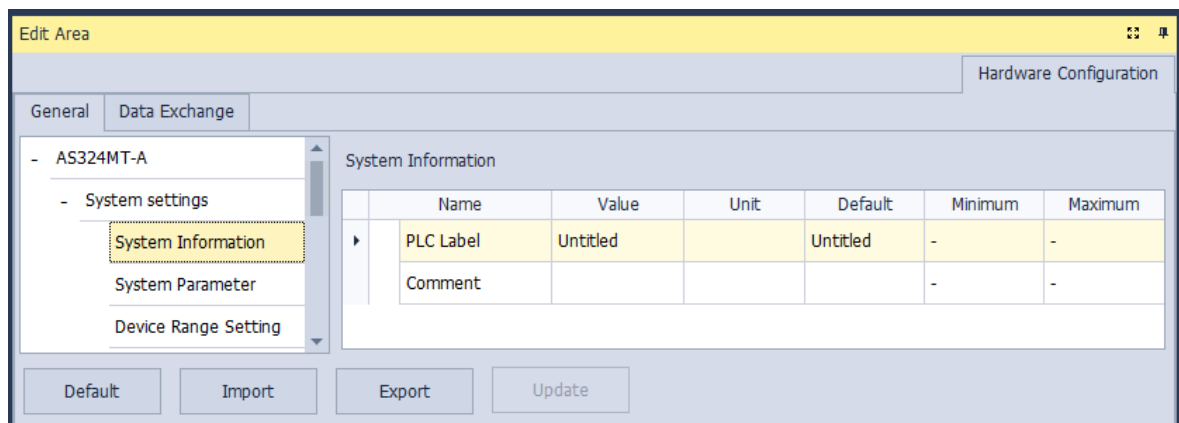 Edit Area
Hardware Configuration
General Data Exchange
- AS324MT-A
- System settings
System Information
System Parameter
Device Range Setting
System Information
Name Value Unit Default Minimum Maximum
PLC Label Untitled Untitled - -
Comment - -
Default Import Export Update